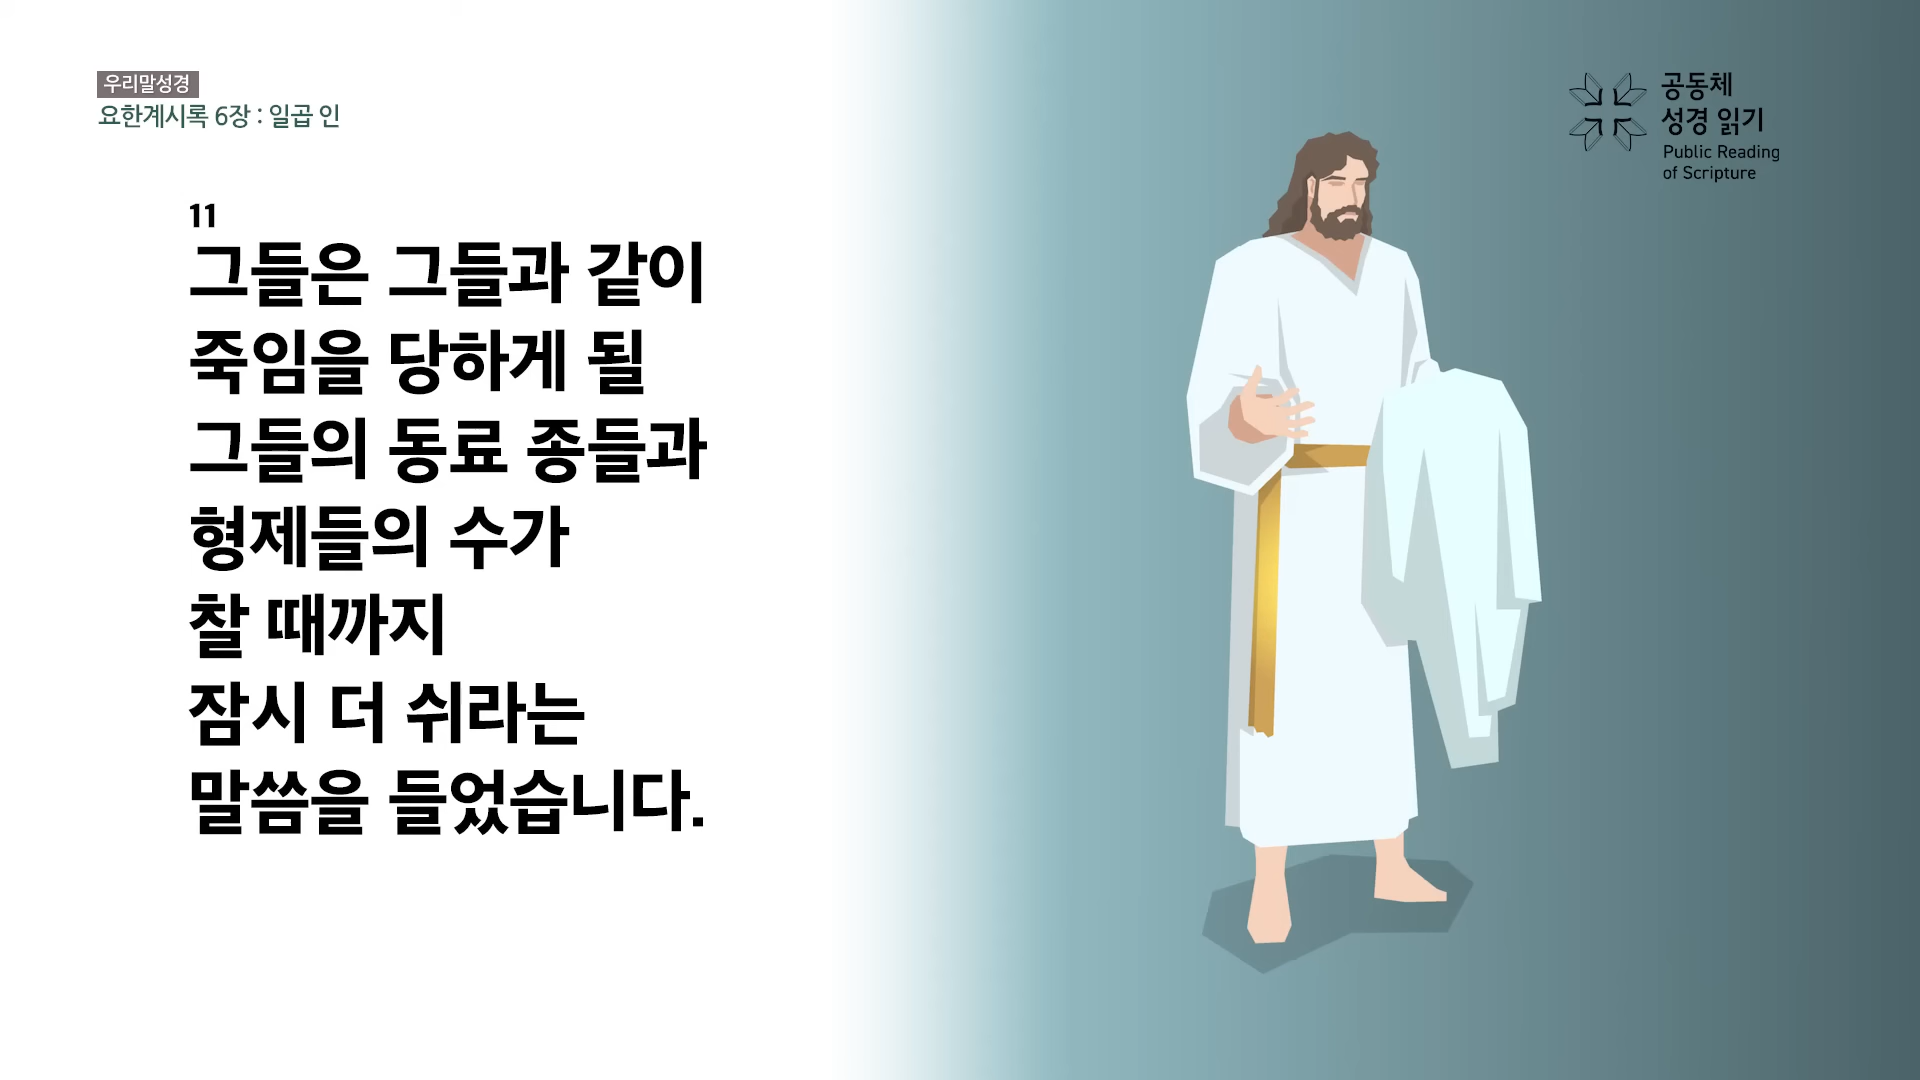 우리말성경
요한계시록 6장 : 일곱 인
공동체
성경 읽기
Public Reading
of Scripture
11
그들은 그들과 같이
죽임을 당하게 될
그들의 동료 종들과
형제들의 수가
찰 때까지
잠시 더 쉬라는
말씀을 들었습니다.